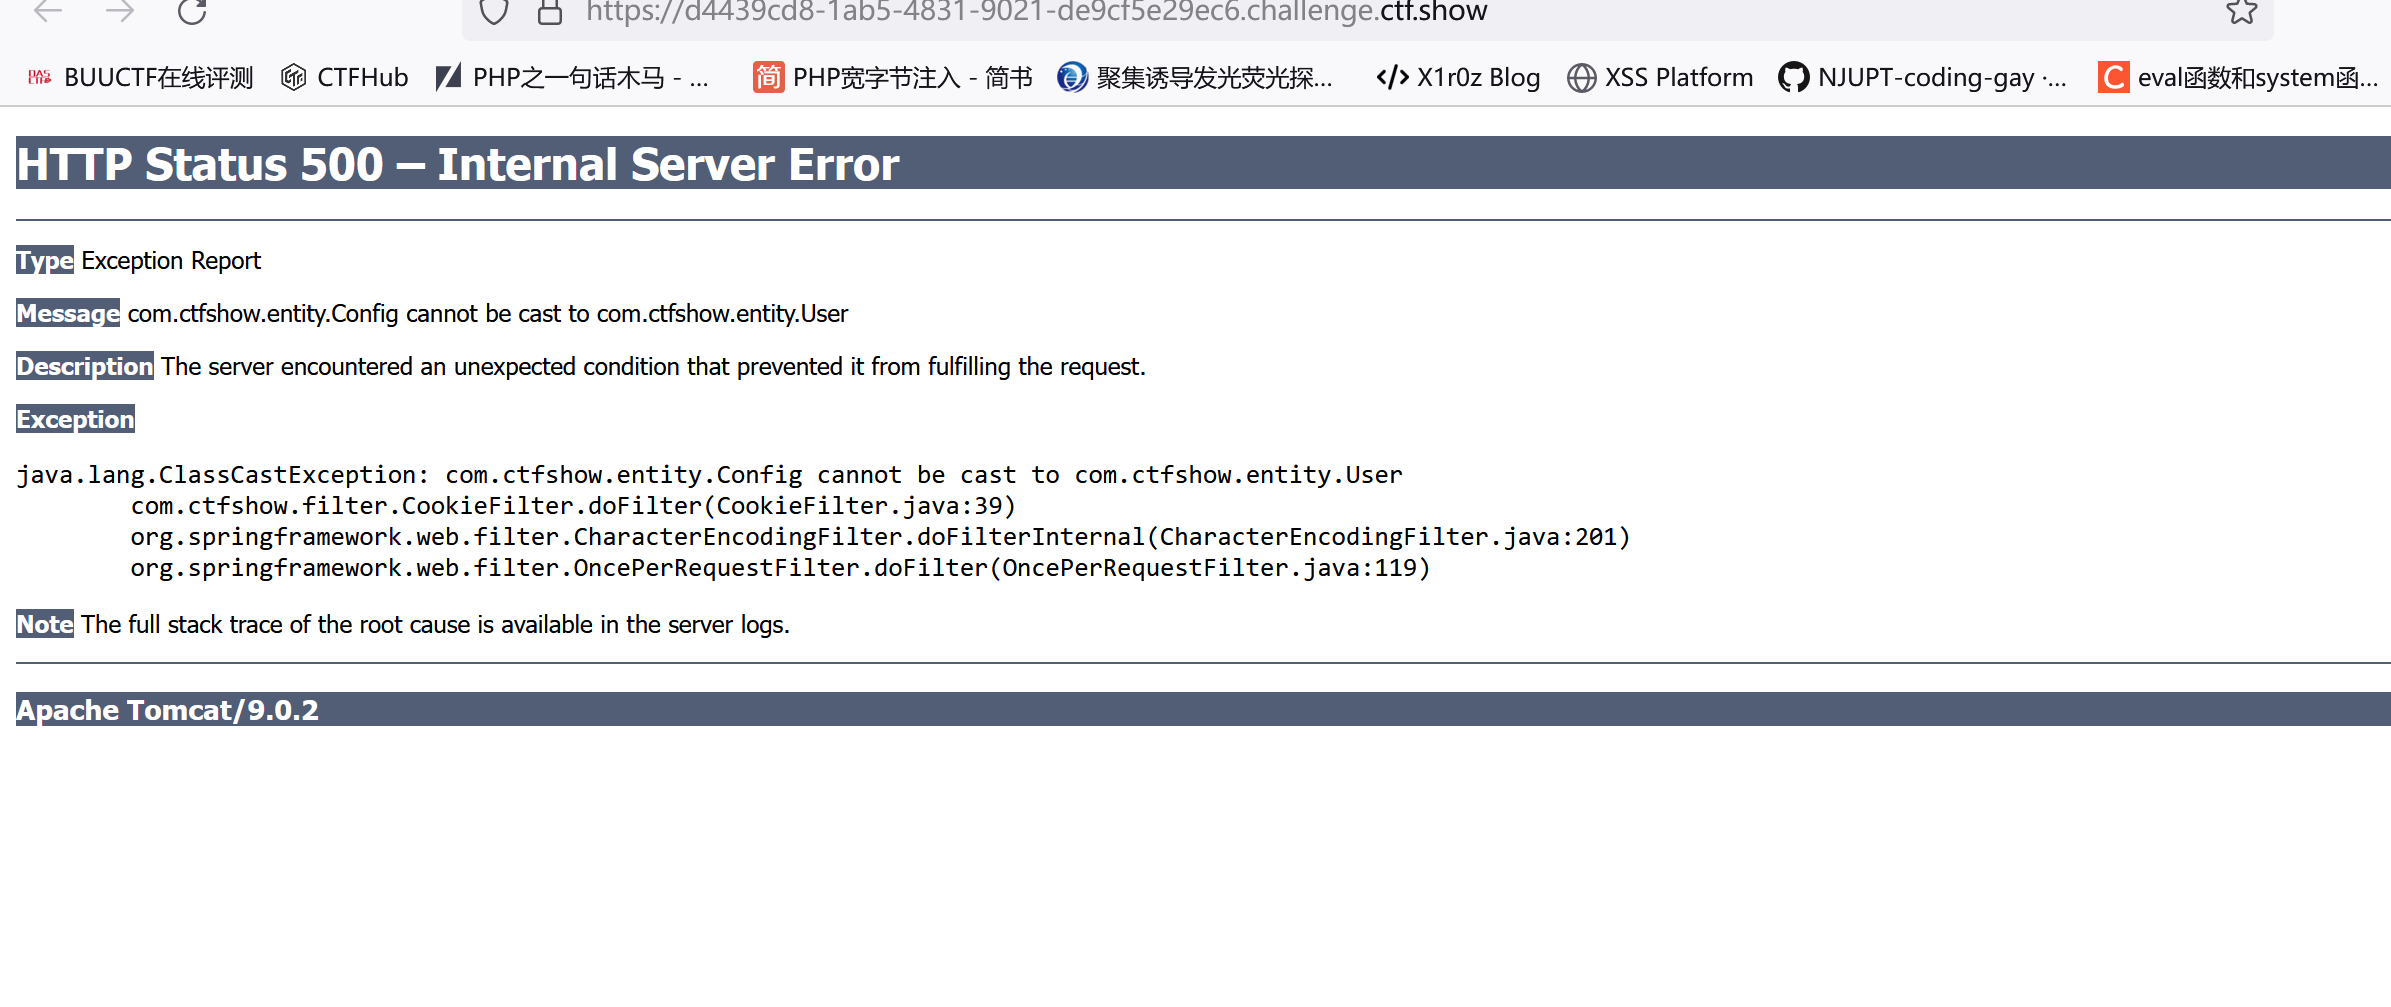 https://d4439cd8-1ab5-4831-9021-de9cf5e29ec6.challenge.ctf.show
BUUCTF在线评测 CTFHub PHP之一句话木马 - ... 简 PHP宽字节注入 - 简书 聚集诱导发光荧光探... </> X1r0z Blog XSS Platform NJUPT-coding-gay ·... C eval函数和system函...
HTTP Status 500 – Internal Server Error
Type Exception Report
Message com.ctfshow.entity.Config cannot be cast to com.ctfshow.entity.User
Description The server encountered an unexpected condition that prevented it from fulfilling the request.
Exception
java.lang.ClassCastException: com.ctfshow.entity.Config cannot be cast to com.ctfshow.entity.User
com.ctfshow.filter.CookieFilter.doFilter(CookieFilter.java:39)
org.springframework.web.filter.CharacterEncodingFilter.doFilterInternal(CharacterEncodingFilter.java:201)
org.springframework.web.filter.OncePerRequestFilter.doFilter(OncePerRequestFilter.java:119)
Note The full stack trace of the root cause is available in the server logs.
Apache Tomcat/9.0.2